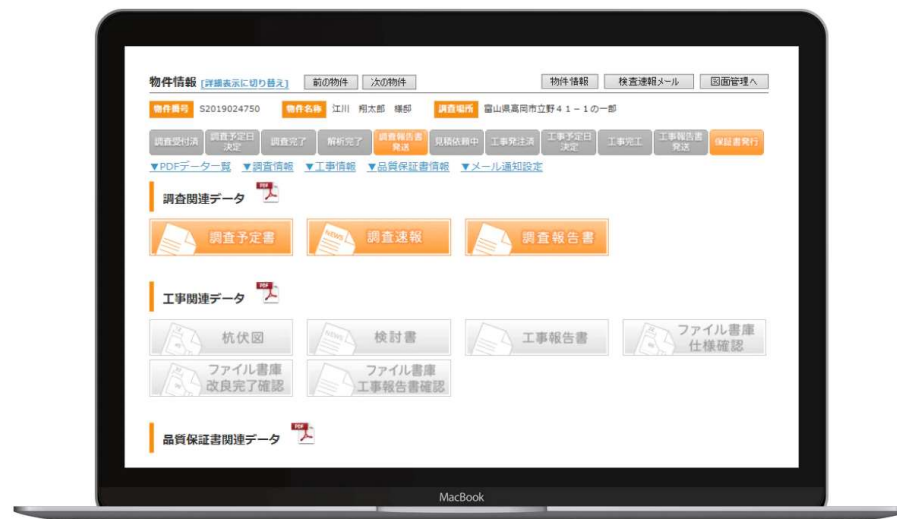 物件情報 [詳細表示に切り替え] 前の物件 次の物件 物件情報 検査速報メール 図面管理へ
物件番号 S2019024750 物件名称 江川 翔太郎 様邸 調査場所 富山県高岡市立野41-1の一部
調査受付済 調査予定日決定 調査完了 解析完了 調査報告書発送 見積依頼中 工事発注済 工事予定日決定 工事完工 工事報告書発送 保証書発行
▼PDFデータ一覧 ▼調査情報 ▼工事情報 ▼品質保証書情報 ▼メール通知設定
調査関連データ PDF
調査予定書 NEWS 調査速報 調査報告書
工事関連データ PDF
杭伏図 NEWS 検討書 工事報告書 ファイル書庫
仕様確認
ファイル書庫 ファイル書庫
改良完了確認 工事報告書確認
品質保証書関連データ PDF
MacBook